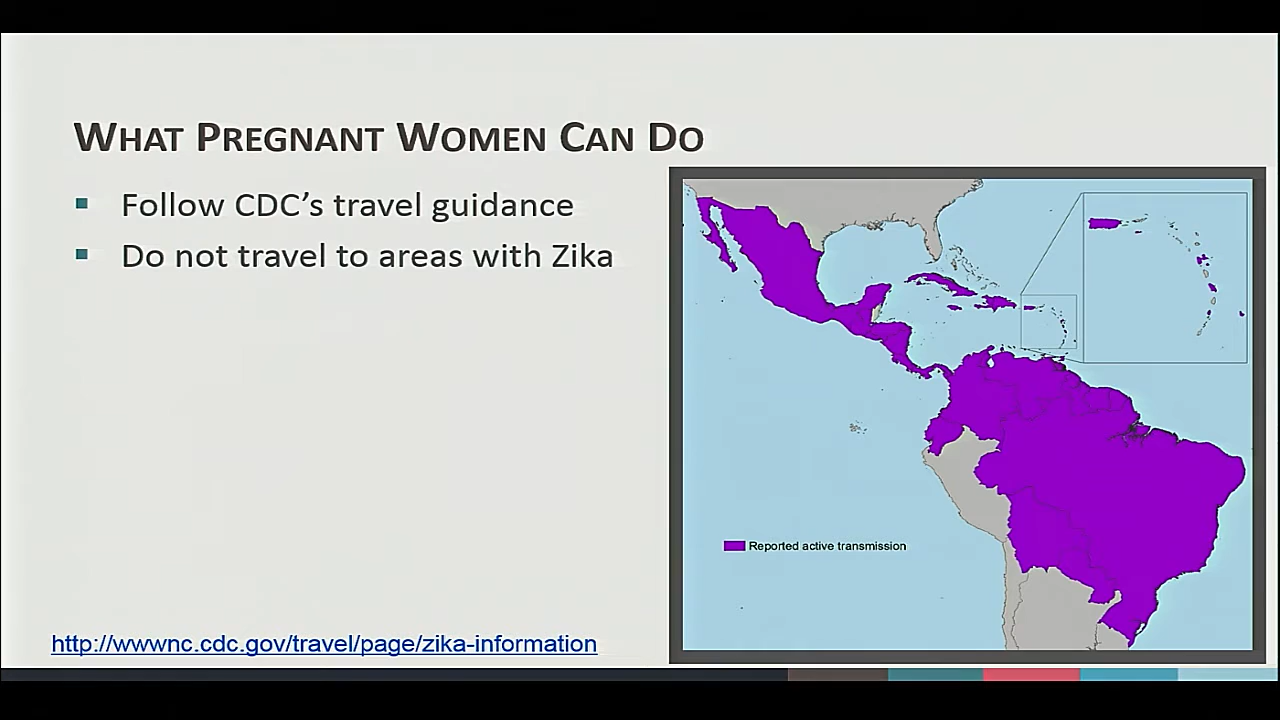 WHAT PREGNANT WOMEN CAN DO
▪ Follow CDC’s travel guidance
▪ Do not travel to areas with Zika
Reported active transmission
http://wwwnc.cdc.gov/travel/page/zika-information